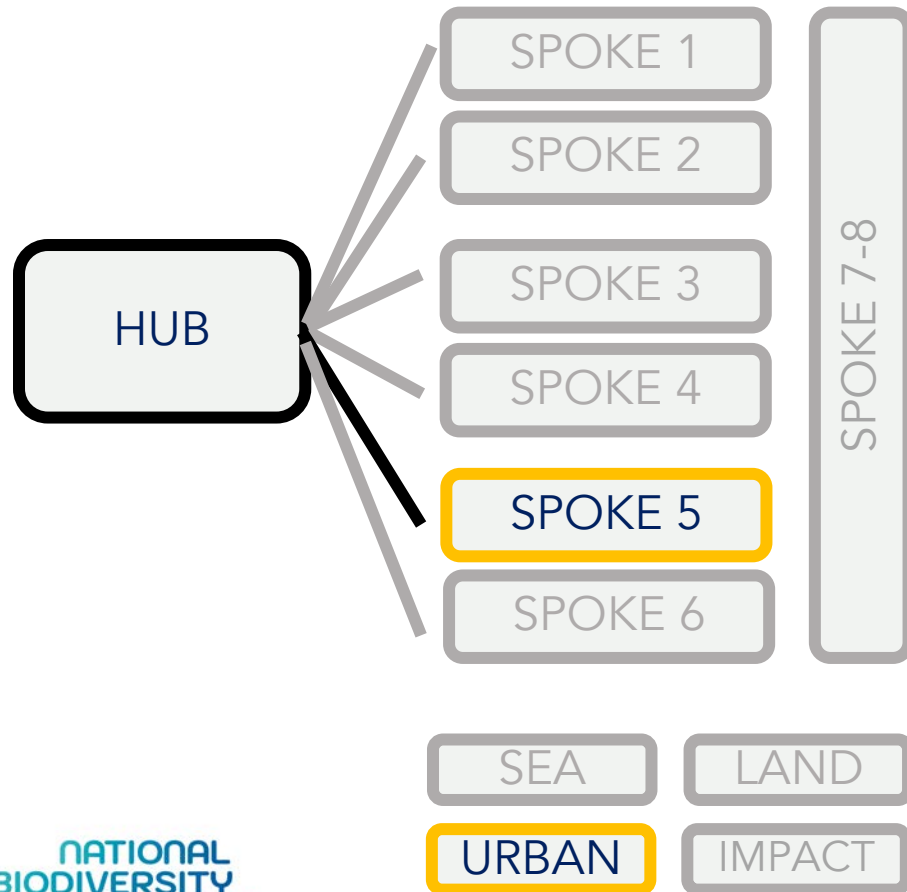 SPOKE 1
SPOKE 2
SPOKE 3
SPOKE 4
SPOKE 5
SPOKE 6
SPOKE 7-8
HUB
SEA
LAND
URBAN
IMPACT
NATIONAL
BIODIVERSITY